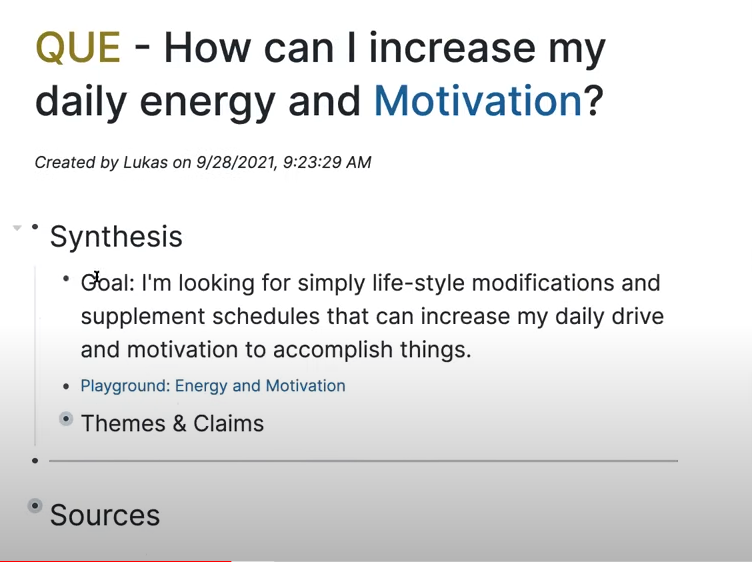 QUE - How can I increase my
daily energy and Motivation?
Created by Lukas on 9/28/2021, 9:23:29 AM
Synthesis
Goal: I'm looking for simply life-style modifications and
supplement schedules that can increase my daily drive
and motivation to accomplish things.
Playground: Energy and Motivation
Themes & Claims
Sources